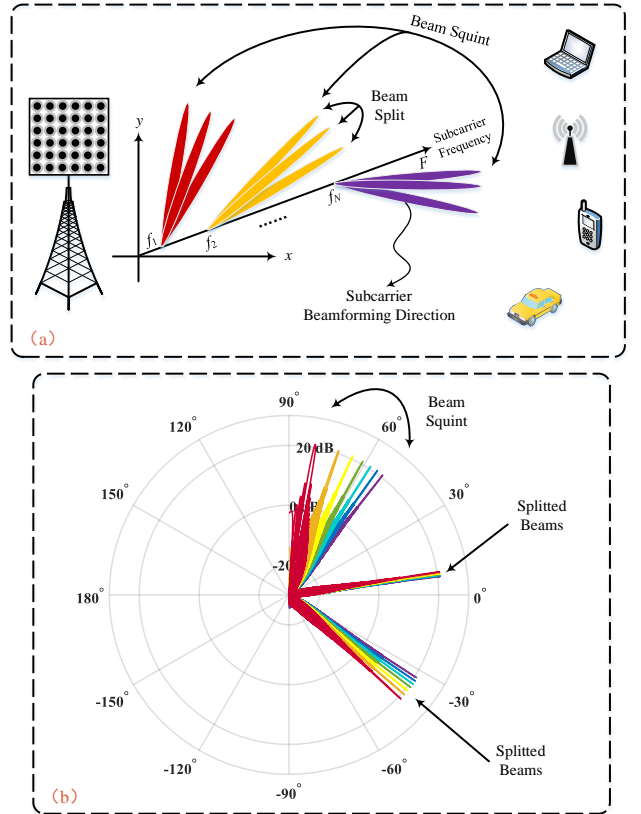 Beam Squint
y
Beam
Split
Subcarrier
Frequency
F
f1
f2
......
fN
x
Subcarrier
Beamforming Direction
(a)
90°
Beam
Squint
120°
60°
20 dB
150°
30°
Splitted
Beams
-20
180°
0°
-150°
-30°
-120°
-60°
Splitted
Beams
-90°
(b)